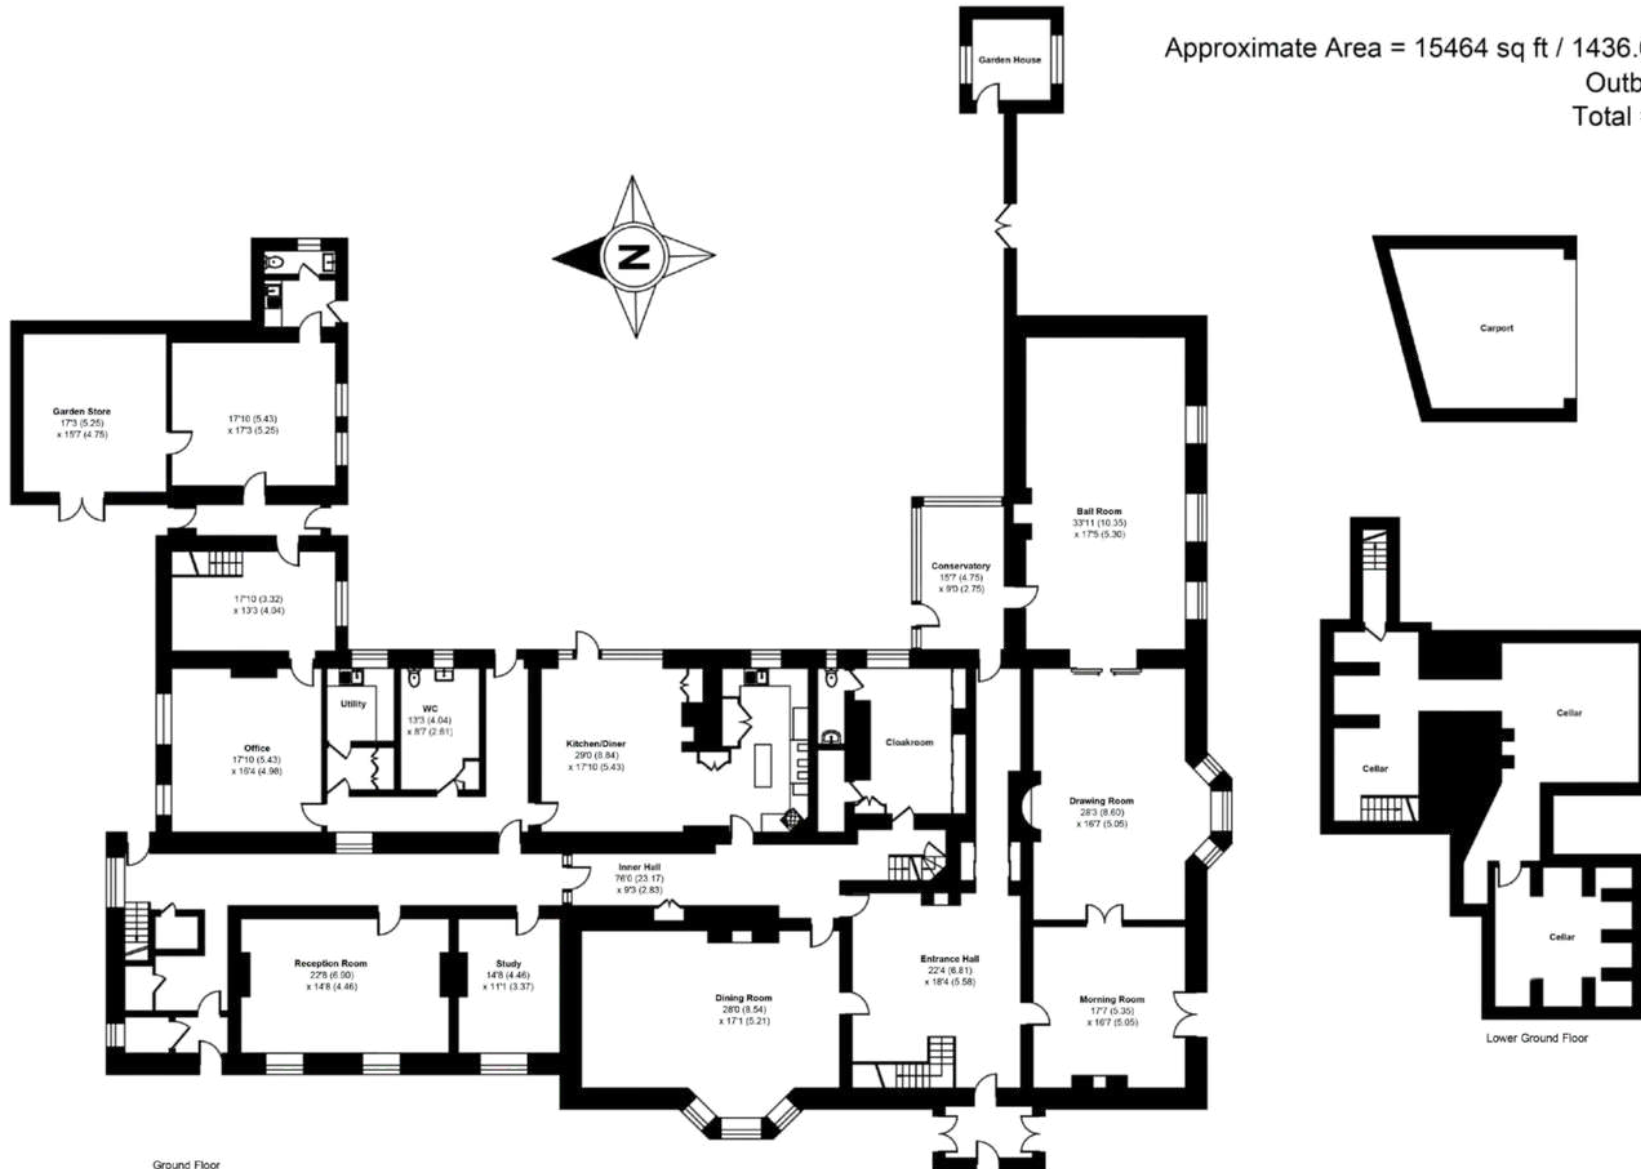 Approximate Area = 15464 sq ft / 1436.
Outb
Total
Garden House
N
Carport
Garden Store
17'3 (5.25)
x 15'7 (4.75)
17'10 (5.43)
x 17'3 (5.25)
Ball Room
33'11 (10.35)
x 17'5 (5.30)
Conservatory
15'7 (4.75)
x 9'0 (2.75)
17'10 (3.32)
x 13'3 (4.04)
Utility
WC
13'3 (4.04)
x 8'7 (2.61)
Office
17'10 (5.43)
x 16'4 (4.98)
Kitchen/Diner
29'0 (8.84)
x 17'10 (5.43)
Cloakroom
Cellar
Cellar
Drawing Room
28'3 (8.60)
x 16'7 (5.05)
Inner Hall
76'0 (23.17)
x 9'3 (2.83)
Reception Room
22'8 (6.90)
x 14'8 (4.46)
Study
14'8 (4.46)
x 11'1 (3.37)
Entrance Hall
22'4 (6.81)
x 18'4 (5.58)
Cellar
Dining Room
28'0 (8.54)
x 17'1 (5.21)
Morning Room
17'7 (5.35)
x 16'7 (5.05)
Lower Ground Floor
Ground Floor